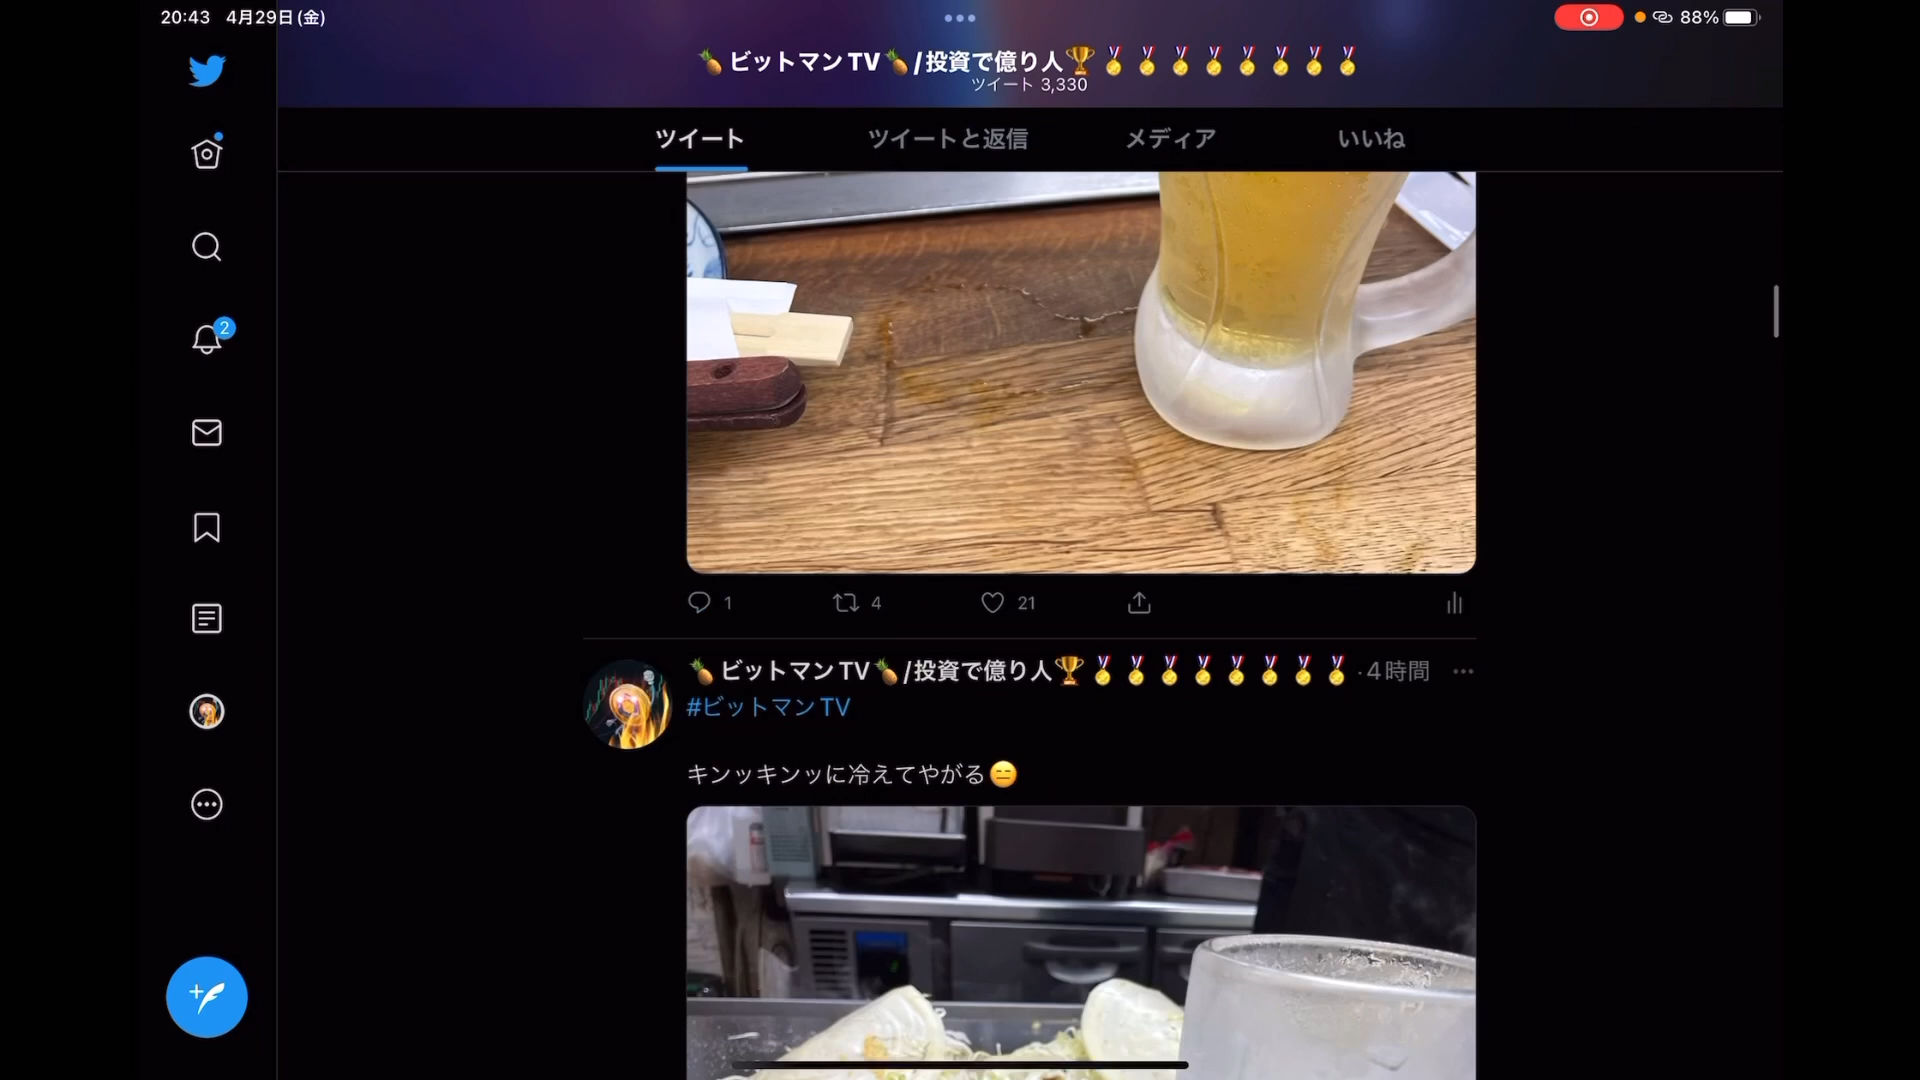 20:43 4月29日(金)
88%
🍍ビットマンTV🍍/投資で億り人🏆🏅🏅🏅🏅🏅🏅🏅🏅
ツイート 3,330
ツイート ツイートと返信 メディア いいね
2
1 4 21
🍍ビットマンTV🍍/投資で億り人🏆🏅🏅🏅🏅🏅🏅🏅🏅 · 4時間
#ビットマンTV
キンッキンッに冷えてやがる😑